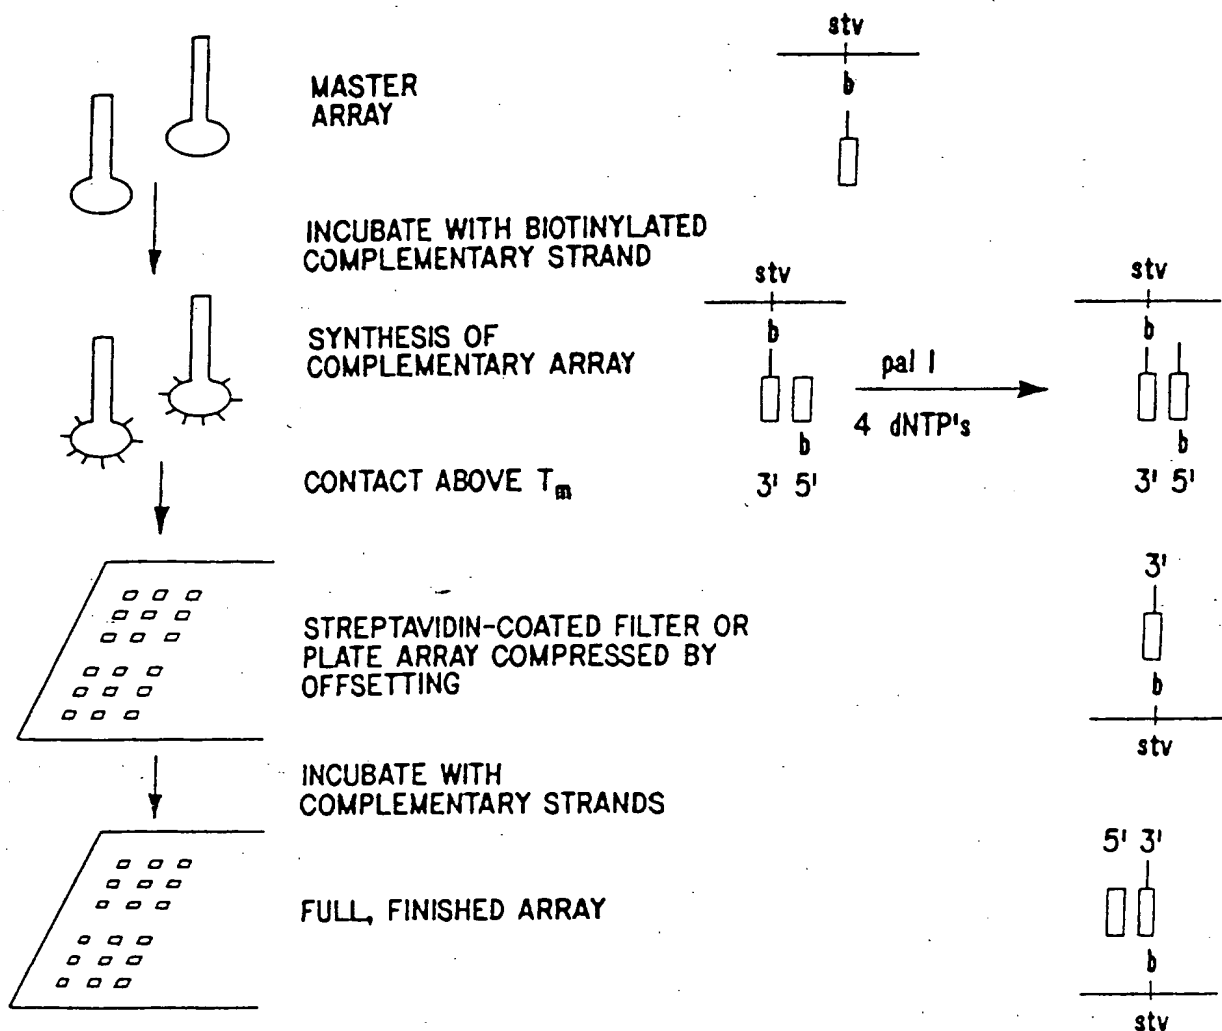 stv
MASTER
ARRAY
b
INCUBATE WITH BIOTINYLATED
COMPLEMENTARY STRAND
stv
stv
SYNTHESIS OF
COMPLEMENTARY ARRAY
b
b
pal I
4 dNTP's
b
b
CONTACT ABOVE Tm
3' 5'
3' 5'
3'
STREPTAVIDIN-COATED FILTER OR
PLATE ARRAY COMPRESSED BY
OFFSETTING
b
stv
INCUBATE WITH
COMPLEMENTARY STRANDS
5' 3'
FULL, FINISHED ARRAY
b
stv